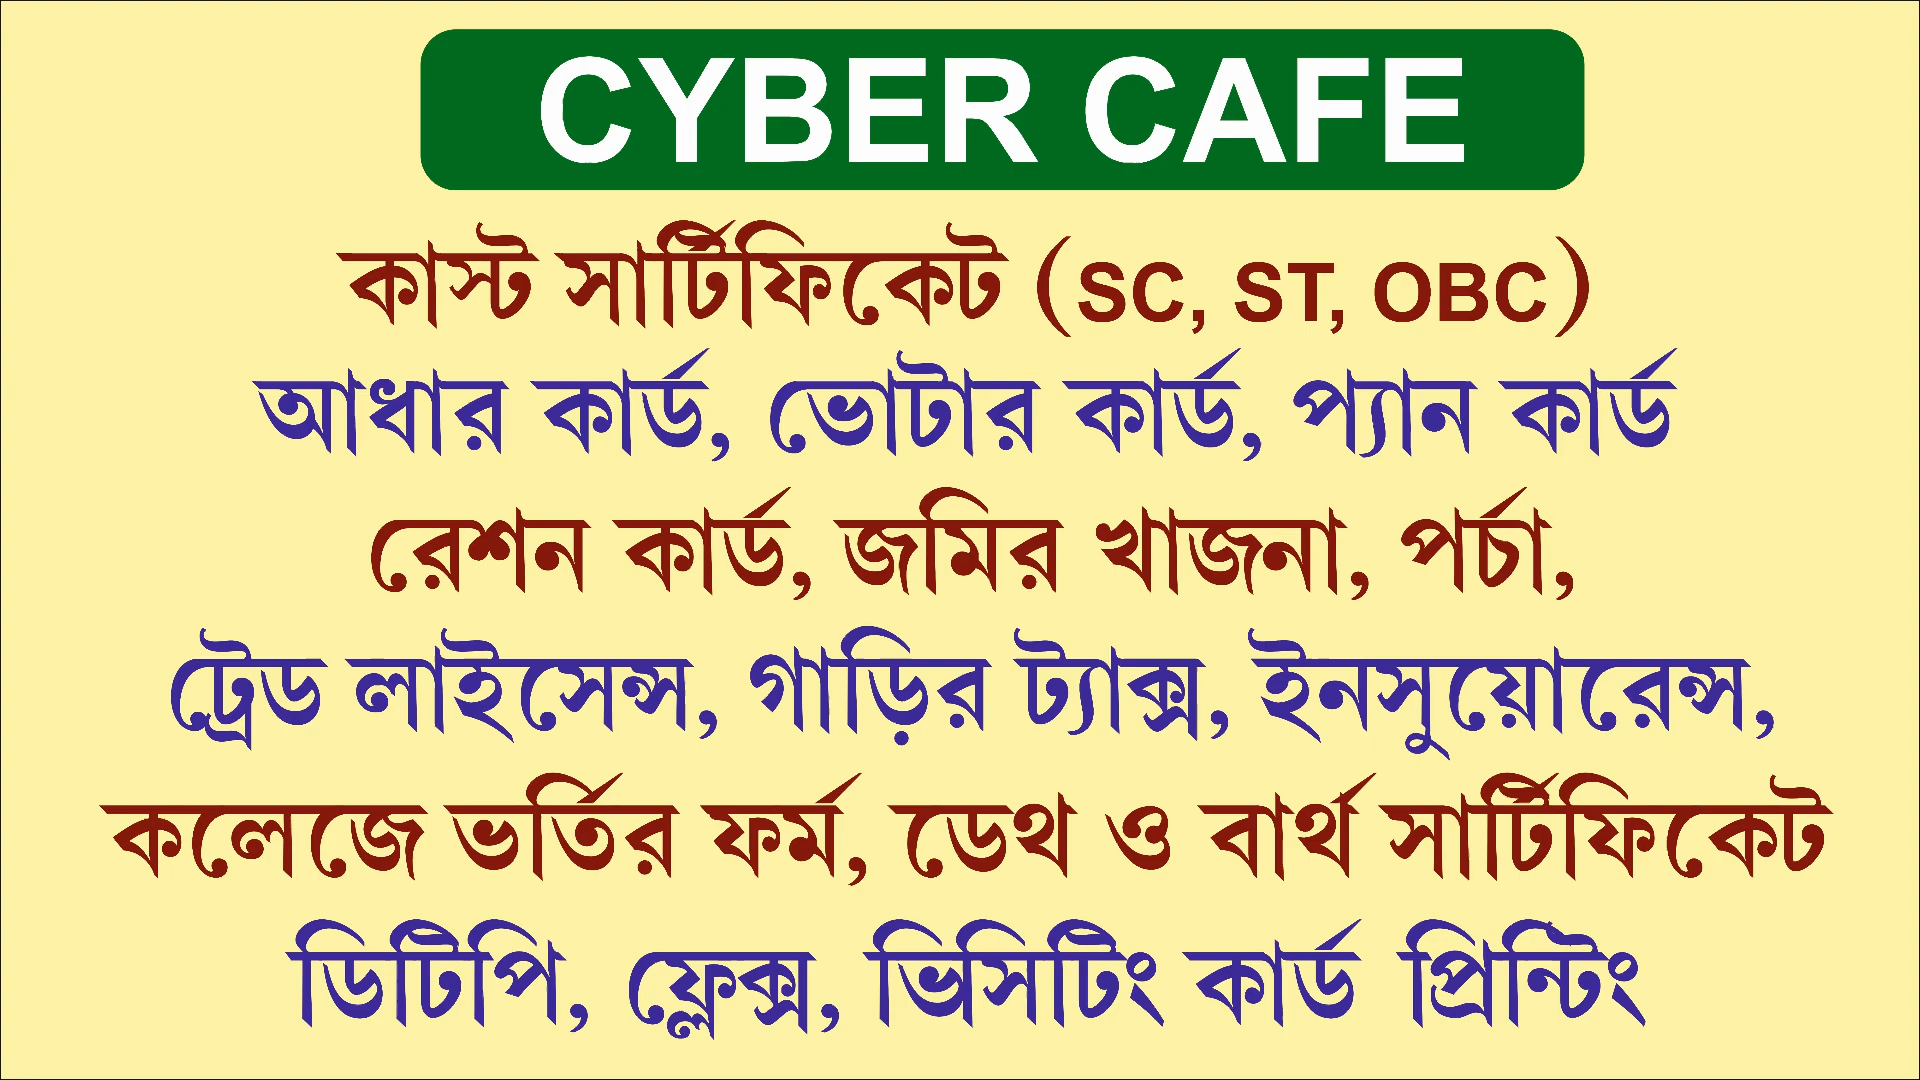 CYBER CAFE
কাস্ট সার্টিফিকেট (SC, ST, OBC)
আধার কার্ড, ভোটার কার্ড, প্যান কার্ড
রেশন কার্ড, জমির খাজনা, পর্চা,
ট্রেড লাইসেন্স, গাড়ির ট্যাক্স, ইনসুয়োরেন্স,
কলেজে ভর্তির ফর্ম, ডেথ ও বার্থ সার্টিফিকেট
ডিটিপি, ফ্লেক্স, ভিসিটিং কার্ড প্রিন্টিং